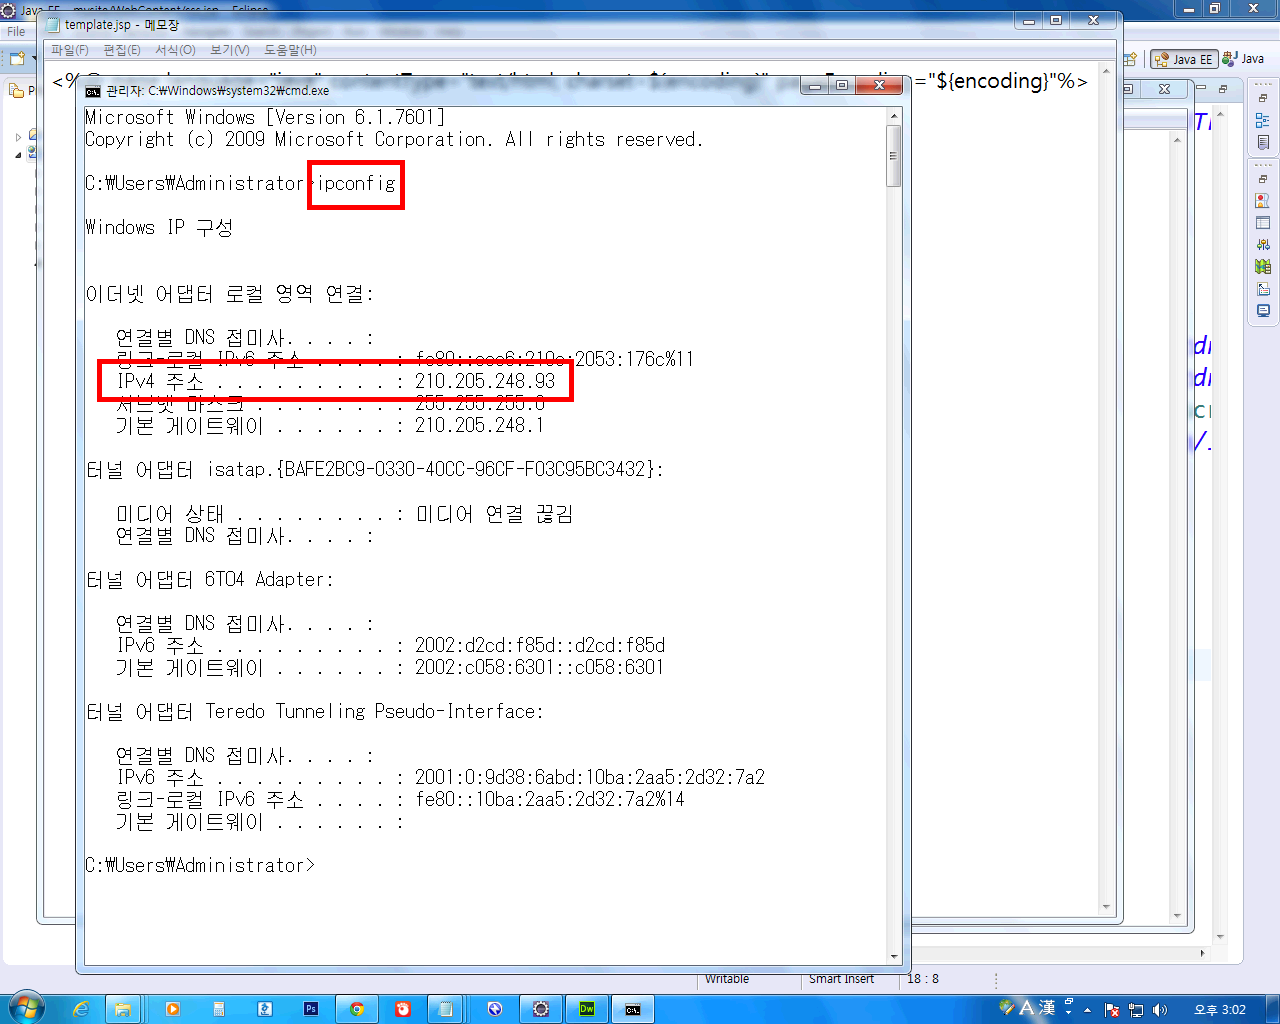 template.jsp - 메모장
File
파일(F) 편집(E) 서식(O) 보기(V) 도움말(H)
Java EE
Java
="${encoding}"%>
관리자: C:₩Windows₩system32₩cmd.exe
Microsoft Windows [Version 6.1.7601]
Copyright (c) 2009 Microsoft Corporation. All rights reserved.
C:₩Users₩Administrator>ipconfig
Windows IP 구성
이더넷 어댑터 로컬 영역 연결:
연결별 DNS 접미사. . . . :
링크-로컬 IPv6 주소 . . . . :
IPv4 주소 . . . . . . . . . : 210.205.248.93
서브넷 마스크 . . . . . . . : 255.255.255.0
기본 게이트웨이 . . . . . . : 210.205.248.1
터널 어댑터 isatap.{BAFE2BC9-0330-40CC-96CF-F03C95BC3432}:
미디어 상태 . . . . . . . . : 미디어 연결 끊김
연결별 DNS 접미사. . . . :
터널 어댑터 6TO4 Adapter:
연결별 DNS 접미사. . . . :
IPv6 주소 . . . . . . . . . : 2002:d2cd:f85d::d2cd:f85d
기본 게이트웨이 . . . . . . : 2002:c058:6301::c058:6301
터널 어댑터 Teredo Tunneling Pseudo-Interface:
연결별 DNS 접미사. . . . :
IPv6 주소 . . . . . . . . . : 2001:0:9d38:6abd:10ba:2aa5:2d32:7a2
링크-로컬 IPv6 주소 . . . . : fe80::10ba:2aa5:2d32:7a2%14
기본 게이트웨이 . . . . . . :
C:₩Users₩Administrator>
Writable Smart Insert 18 : 8
A 漢 오후 3:02